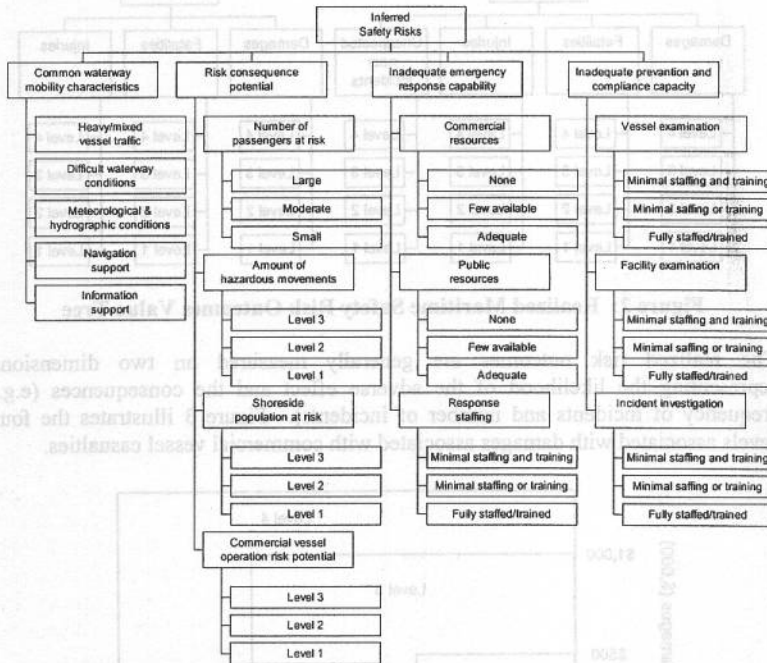 Inferred
Safety Risks
Common waterway
mobility characteristics
Heavy/mixed
vessel traffic
Difficult waterway
conditions
Meteorological &
hydrographic conditions
Navigation
support
Information
support
Risk consequence
potential
Number of
passengers at risk
Large
Moderate
Small
Amount of
hazardous movements
Level 3
Level 2
Level 1
Shoreside
population at risk
Level 3
Level 2
Level 1
Commercial vessel
operation risk potential
Level 3
Level 2
Level 1
Inadequate emergency
response capability
Commercial
resources
None
Few available
Adequate
Public
resources
None
Few available
Adequate
Response
staffing
Minimal staffing and training
Minimal staffing or training
Fully staffed/trained
Inadequate prevantion and
compliance capacity
Vessel examination
Minimal staffing and training
Minimal saffing or training
Fully staffed/trained
Facility examination
Minimal staffing and training
Minimal saffing or training
Fully staffed/trained
Incident investigation
Minimal staffing and training
Minimal saffing or training
Fully staffed/trained